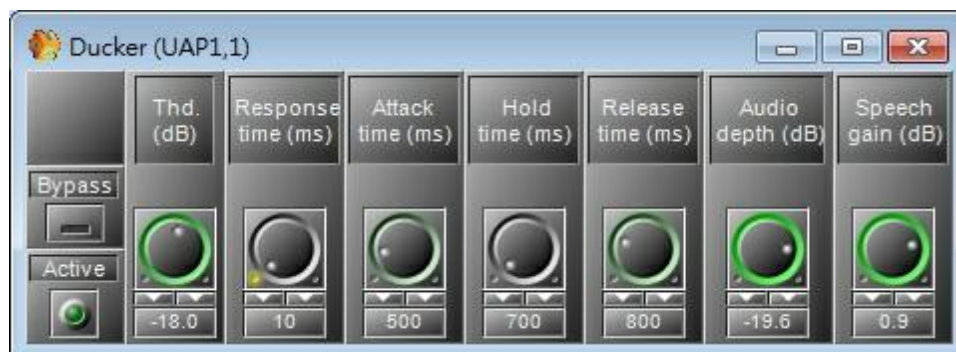 Ducker (UAP1,1)
Thd. (dB)
Response time (ms)
Attack time (ms)
Hold time (ms)
Release time (ms)
Audio depth (dB)
Speech gain (dB)
Bypass
Active
-18.0
10
500
700
800
-19.6
0.9